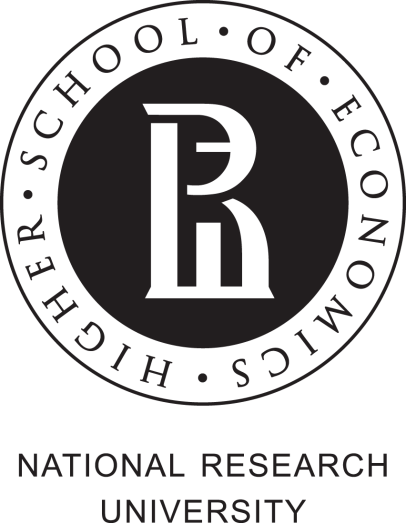 HIGHER • SCHOOL • OF • ECONOMICS •
NATIONAL RESEARCH
UNIVERSITY